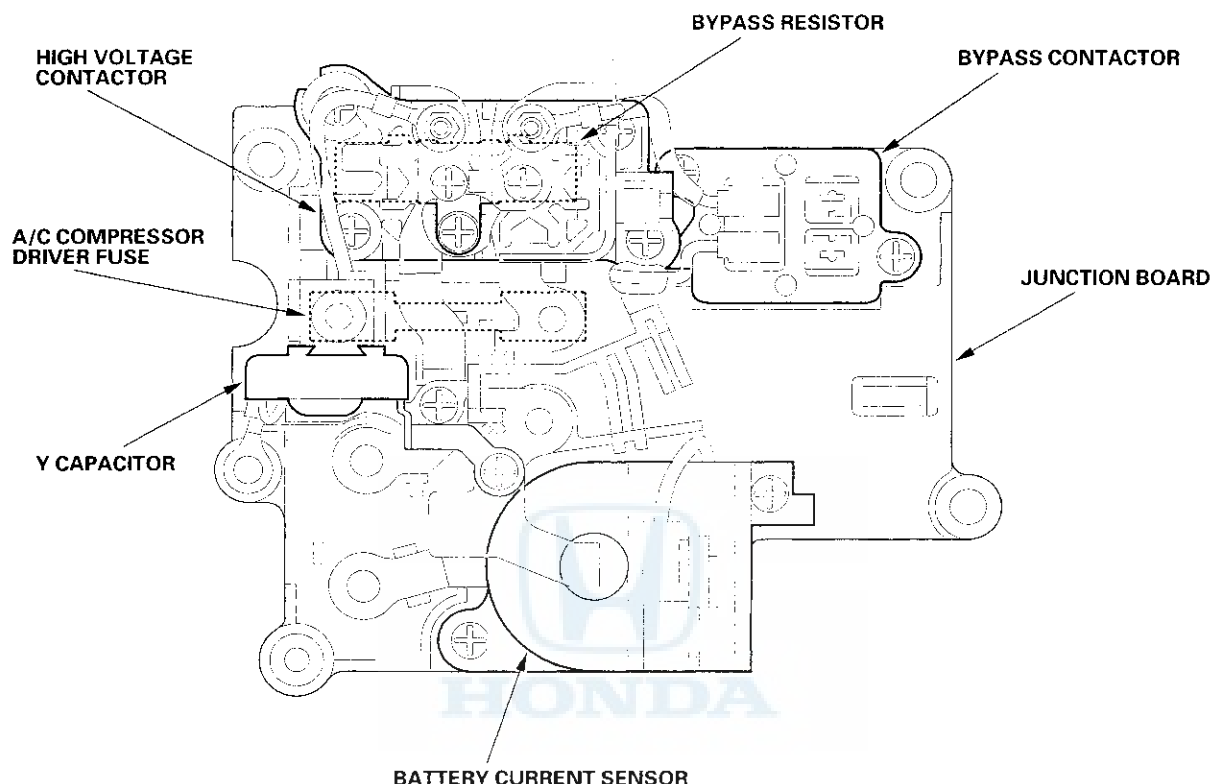 BYPASS RESISTOR
HIGH VOLTAGE
CONTACTOR
BYPASS CONTACTOR
A/C COMPRESSOR
DRIVER FUSE
JUNCTION BOARD
Y CAPACITOR
HONDA
BATTERY CURRENT SENSOR